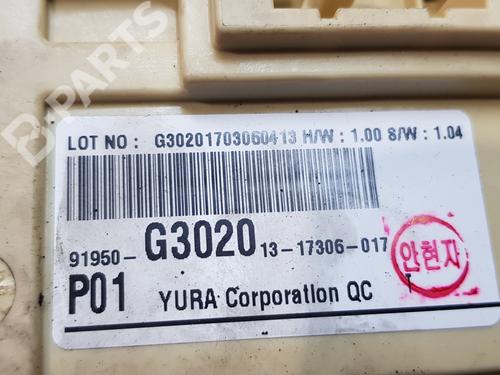 B-PARTS
LOT NO : G30201703060413 H/W : 1.00 S/W : 1.04
91950-G3020 13-17306-017
안현자
P01 YURA Corporation QC